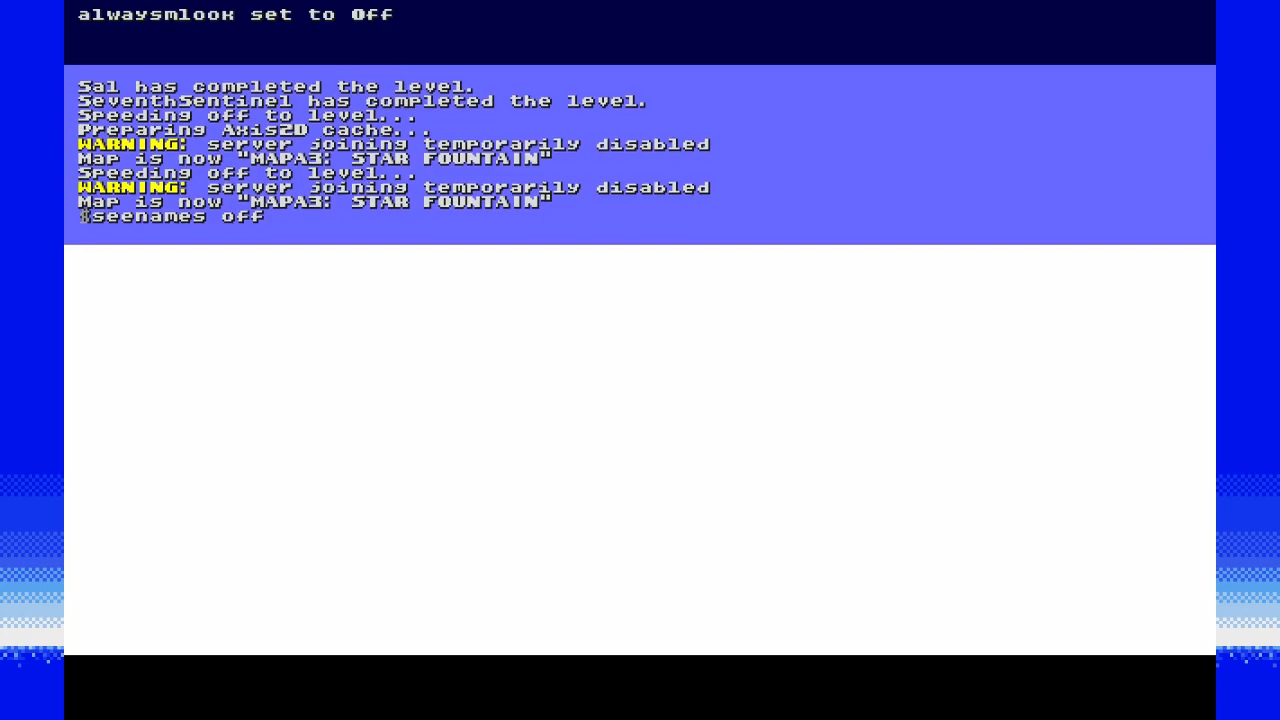 alwaysmlook set to Off
Sal has completed the level.
SeventhSentinel has completed the level.
Speeding off to level...
Preparing Axis2D cache...
WARNING: server joining temporarily disabled
Map is now "MAPA3: STAR FOUNTAIN"
Speeding off to level...
WARNING: server joining temporarily disabled
Map is now "MAPA3: STAR FOUNTAIN"
$seenames off